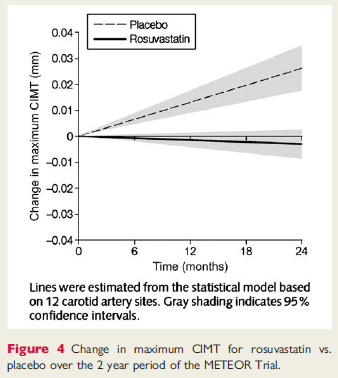 Placebo
Rosuvastatin
Change in maximum CIMT (mm)
0.04
0.03
0.02
0.01
0
−0.01
−0.02
−0.03
−0.04
0 6 12 18 24
Time (months)
Lines were estimated from the statistical model based
on 12 carotid artery sites. Gray shading indicates 95%
confidence intervals.
Figure 4 Change in maximum CIMT for rosuvastatin vs.
placebo over the 2 year period of the METEOR Trial.